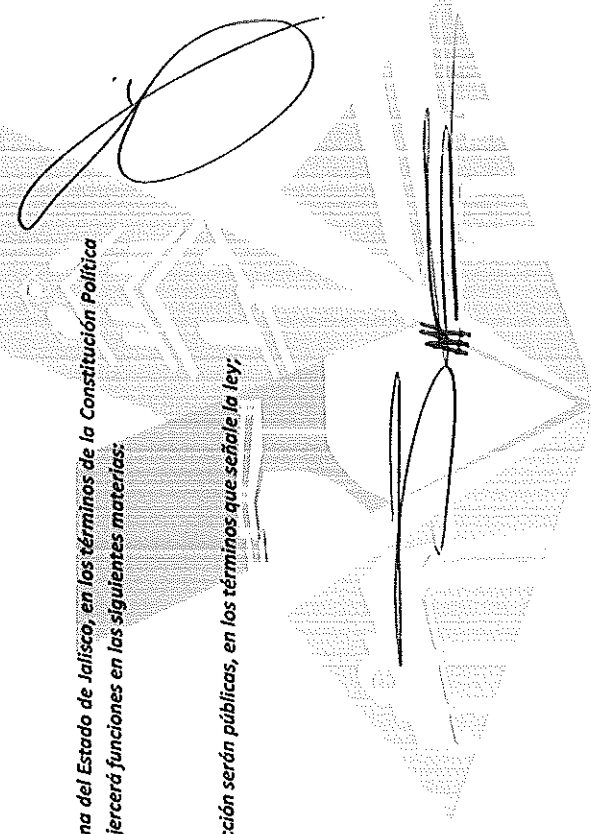 na del Estado de Jalisco, en los términos de la Constitución Política
jercerá funciones en las siguientes materias:
cción serán públicas, en los términos que señale la ley;